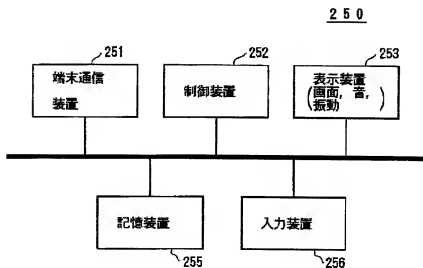 250
251
端末通信
装置
252
制御装置
253
表示装置
(画面,音,
振動)
記憶装置
255
入力装置
256